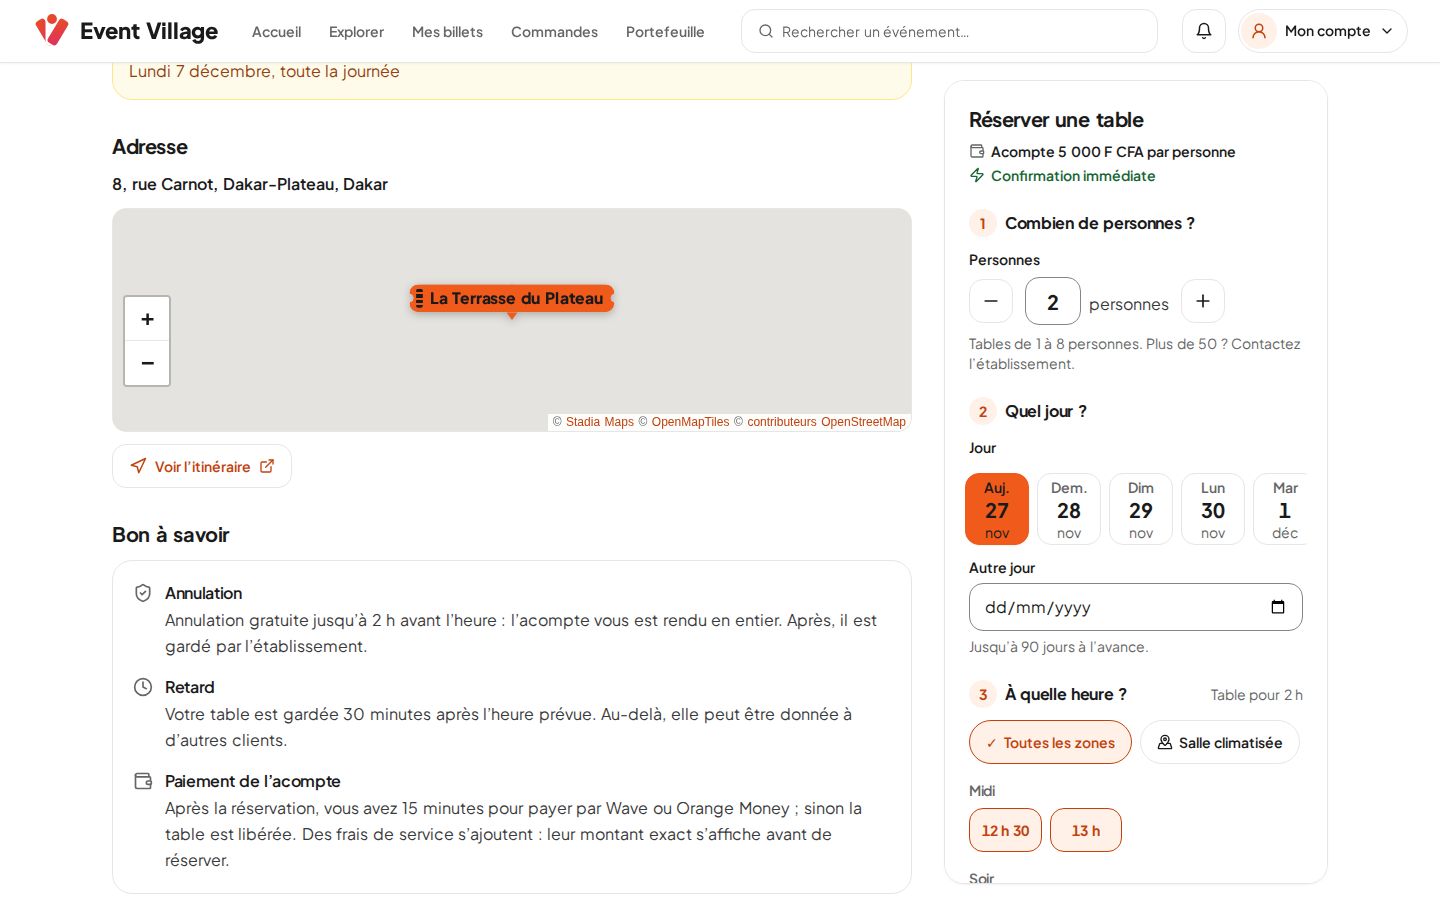 Event Village
Accueil
Explorer
Mes billets
Commandes
Portefeuille
Rechercher un événement…
Mon compte
Lundi 7 décembre, toute la journée
Adresse
8, rue Carnot, Dakar-Plateau, Dakar
La Terrasse du Plateau
+
−
© Stadia Maps © OpenMapTiles © contributeurs OpenStreetMap
Voir l’itinéraire
Bon à savoir
Annulation
Annulation gratuite jusqu’à 2 h avant l’heure : l’acompte vous est rendu en entier. Après, il est
gardé par l’établissement.
Retard
Votre table est gardée 30 minutes après l’heure prévue. Au-delà, elle peut être donnée à
d’autres clients.
Paiement de l’acompte
Après la réservation, vous avez 15 minutes pour payer par Wave ou Orange Money ; sinon la
table est libérée. Des frais de service s’ajoutent : leur montant exact s’affiche avant de
réserver.
Réserver une table
Acompte 5 000 F CFA par personne
Confirmation immédiate
1 Combien de personnes ?
Personnes
− 2 personnes +
Tables de 1 à 8 personnes. Plus de 50 ? Contactez
l’établissement.
2 Quel jour ?
Jour
Auj. Dem. Dim Lun Mar
27 28 29 30 1
nov nov nov nov déc
Autre jour
dd/mm/yyyy
Jusqu’à 90 jours à l’avance.
3 À quelle heure ? Table pour 2 h
✓ Toutes les zones Salle climatisée
Midi
12 h 30 13 h
Soir